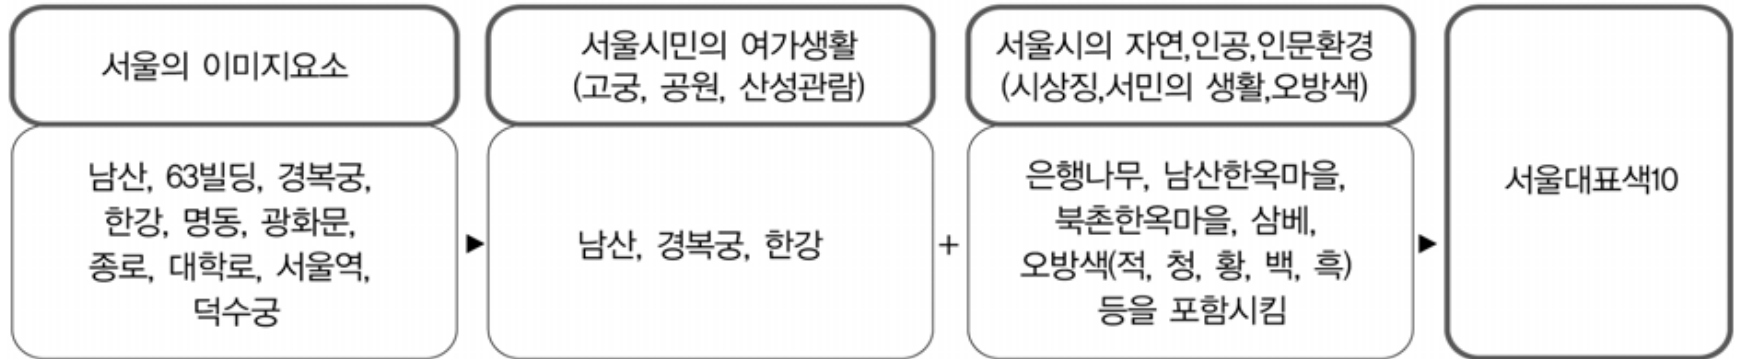 서울의 이미지요소
남산, 63빌딩, 경복궁,
한강, 명동, 광화문,
종로, 대학로, 서울역,
덕수궁
▶
서울시민의 여가생활
(고궁, 공원, 산성관람)
남산, 경복궁, 한강
+
서울시의 자연,인공,인문환경
(시상징,서민의 생활,오방색)
은행나무, 남산한옥마을,
북촌한옥마을, 삼베,
오방색(적, 청, 황, 백, 흑)
등을 포함시킴
▶
서울대표색10